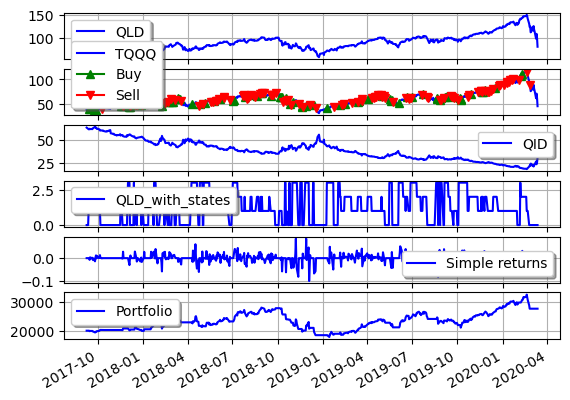 150
100
QLD
TQQQ
Buy
Sell
100
50
50
25
QID
2.5
0.0
QLD_with_states
0.0
−0.1
Simple returns
30000
20000
Portfolio
2017-10
2018-01
2018-04
2018-07
2018-10
2019-01
2019-04
2019-07
2019-10
2020-01
2020-04